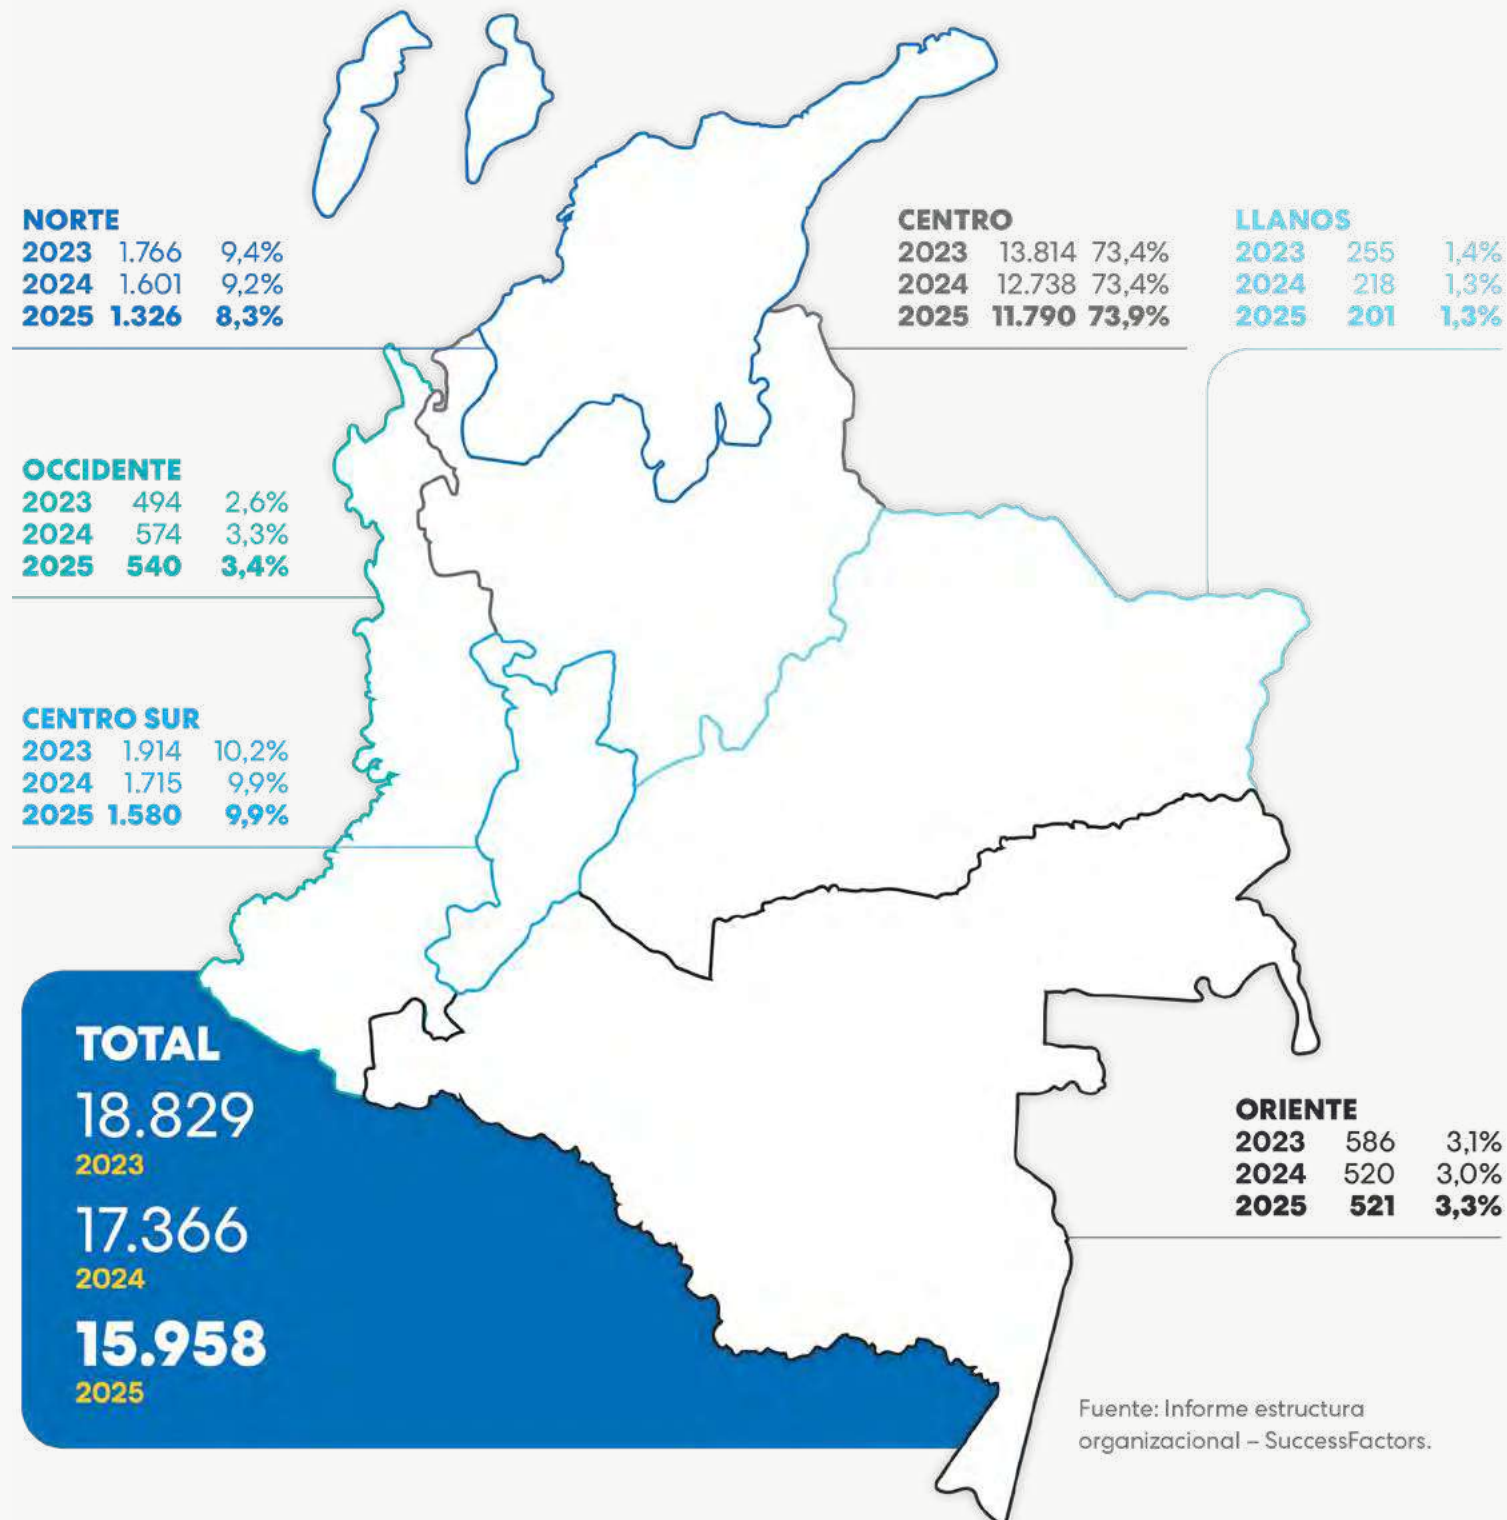 NORTE
2023 1.766 9,4%
2024 1.601 9,2%
2025 1.326 8,3%
CENTRO
2023 13.814 73,4%
2024 12.738 73,4%
2025 11.790 73,9%
LLANOS
2023 255 1,4%
2024 218 1,3%
2025 201 1,3%
OCCIDENTE
2023 494 2,6%
2024 574 3,3%
2025 540 3,4%
CENTRO SUR
2023 1.914 10,2%
2024 1.715 9,9%
2025 1.580 9,9%
TOTAL
18.829
2023
17.366
2024
15.958
2025
ORIENTE
2023 586 3,1%
2024 520 3,0%
2025 521 3,3%
Fuente: Informe estructura
organizacional – SuccessFactors.